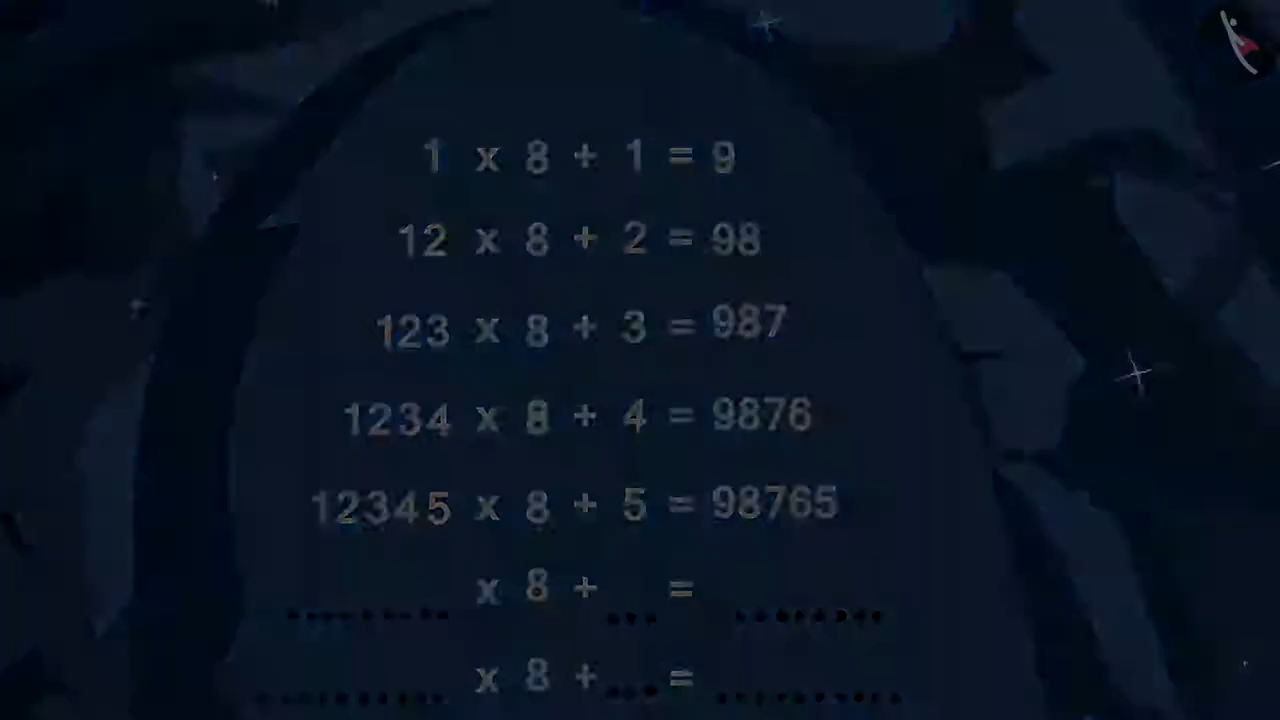 1 x 8 + 1 = 9
12 x 8 + 2 = 98
123 x 8 + 3 = 987
1234 x 8 + 4 = 9876
12345 x 8 + 5 = 98765
......... x 8 + ... = ........
.......... x 8 + ... = ..........